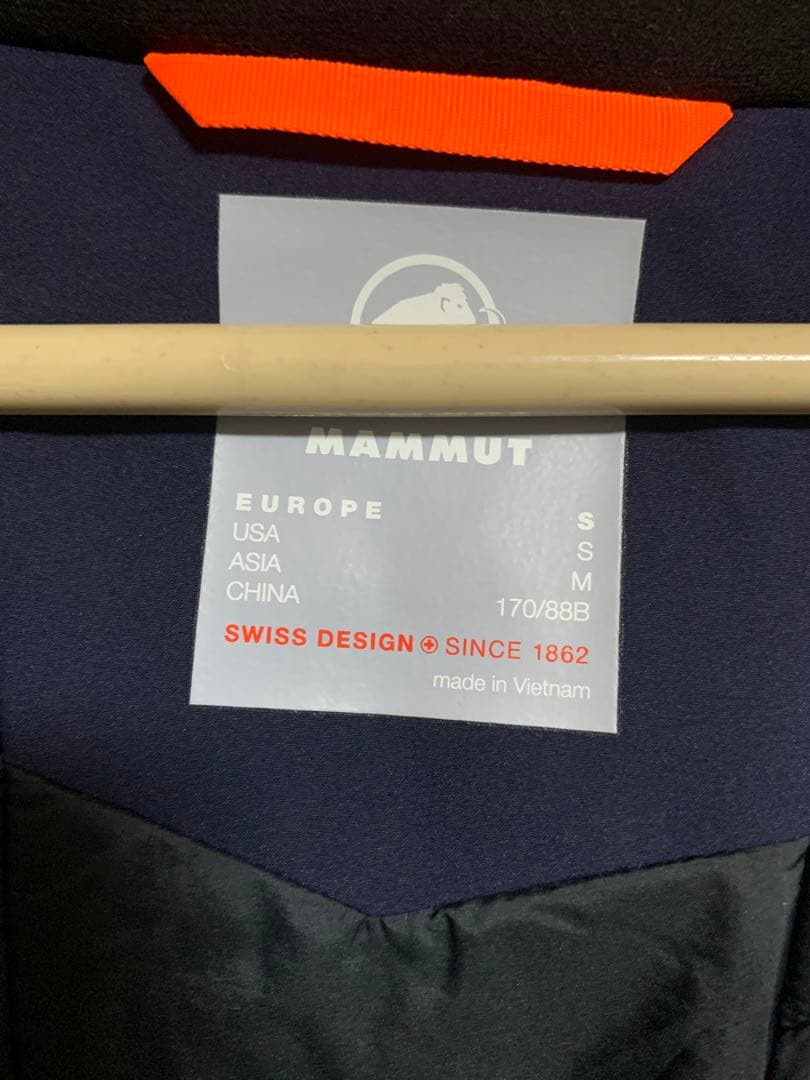 MAMMUT
EUROPE S
USA S
ASIA M
CHINA 170/88B
SWISS DESIGN + SINCE 1862
made in Vietnam